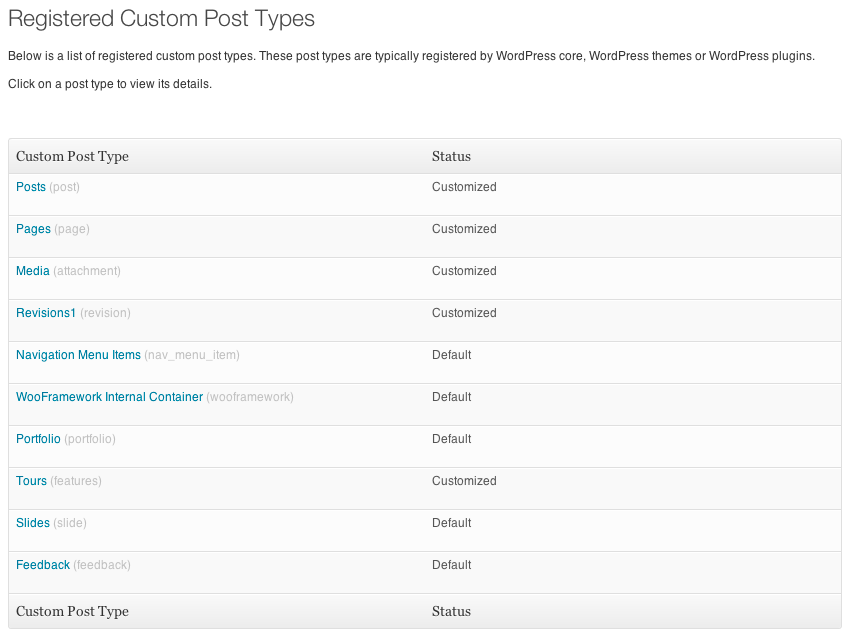 Registered Custom Post Types
Below is a list of registered custom post types. These post types are typically registered by WordPress core, WordPress themes or WordPress plugins.
Click on a post type to view its details.
Custom Post Type Status
Posts (post) Customized
Pages (page) Customized
Media (attachment) Customized
Revisions1 (revision) Customized
Navigation Menu Items (nav_menu_item) Default
WooFramework Internal Container (wooframework) Default
Portfolio (portfolio) Default
Tours (features) Customized
Slides (slide) Default
Feedback (feedback) Default
Custom Post Type Status